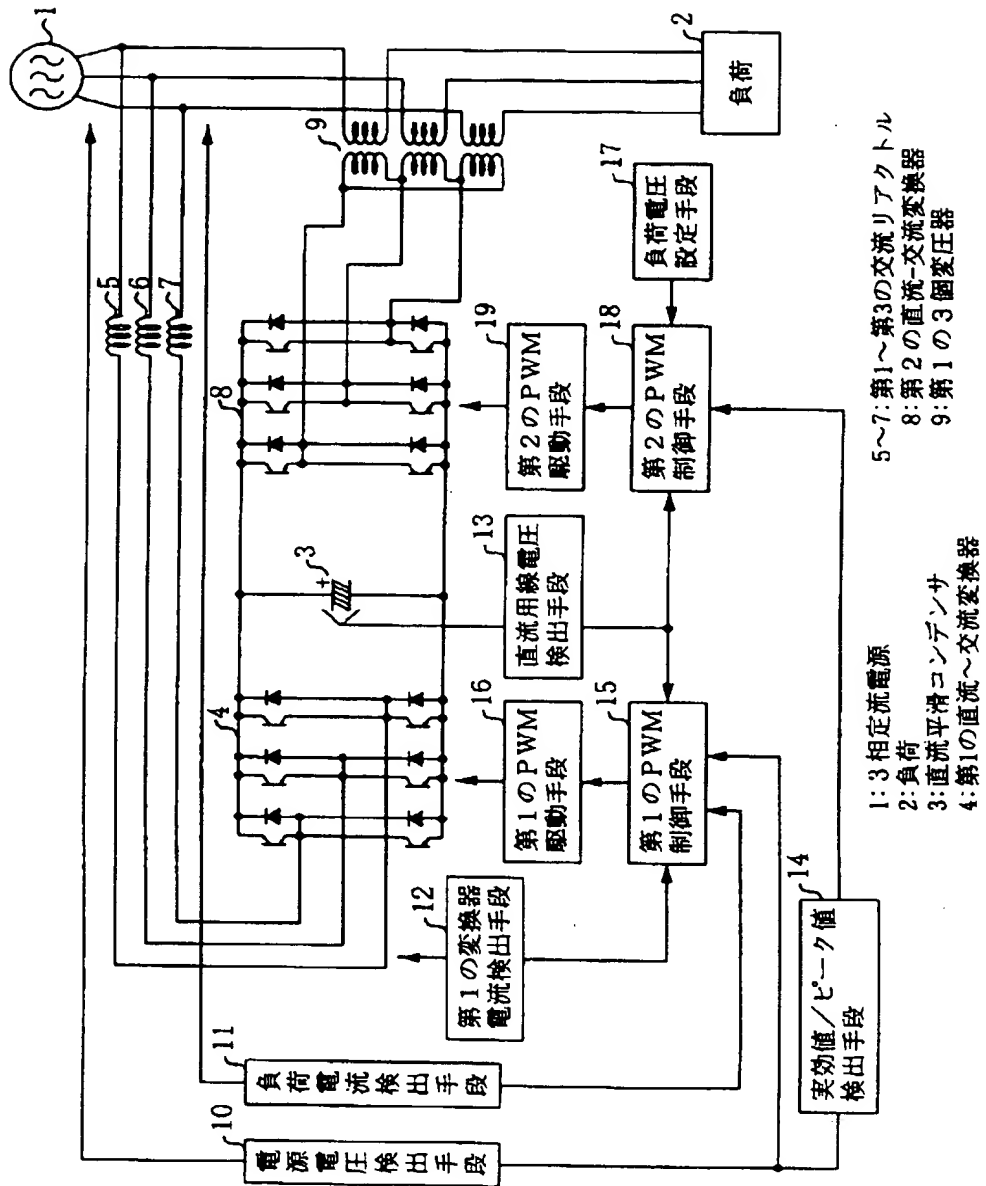 1
2
負荷
9
17
負荷電圧
設定手段
5
6
7
8
19
第2のPWM
駆動手段
18
第2のPWM
制御手段
3
+
13
直流用線電圧
検出手段
4
16
第1のPWM
駆動手段
15
第1のPWM
制御手段
12
第1の変換器
電流検出手段
11
負荷電流検出手段
10
電源電圧検出手段
14
実効値/ピーク値
検出手段
1:3相定流電源
2:負荷
3:直流平滑コンデンサ
4:第1の直流~交流変換器
5~7:第1~第3の交流リアクトル
8:第2の直流-交流変換器
9:第1の3個変圧器